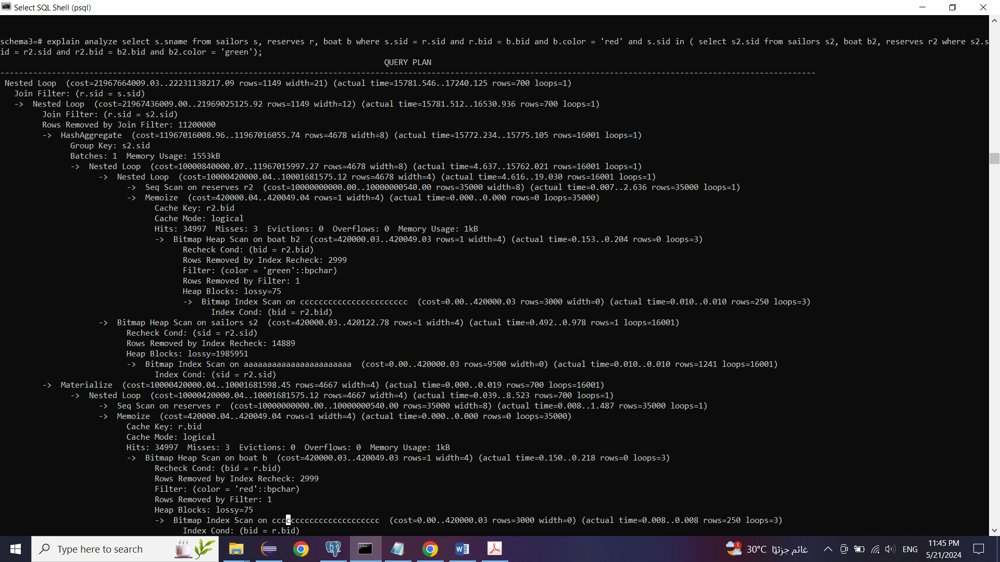 Select SQL Shell (psql)
schema3=# explain analyze select s.sname from sailors s, reserves r, boat b where s.sid = r.sid and r.bid = b.bid and b.color = 'red' and s.sid in ( select s2.sid from sailors s2, boat b2, reserves r2 where s2.s
id = r2.sid and r2.bid = b2.bid and b2.color = 'green');
QUERY PLAN
Nested Loop (cost=21967664009.03..22231138217.09 rows=1149 width=21) (actual time=15781.546..17240.125 rows=700 loops=1)
Join Filter: (r.sid = s.sid)
-> Nested Loop (cost=21967436009.00..21969025125.92 rows=1149 width=12) (actual time=15781.512..16530.936 rows=700 loops=1)
Join Filter: (r.sid = s2.sid)
Rows Removed by Join Filter: 11200000
-> HashAggregate (cost=11967016008.96..11967016055.74 rows=4678 width=8) (actual time=15772.234..15775.105 rows=16001 loops=1)
Group Key: s2.sid
Batches: 1 Memory Usage: 1553kB
-> Nested Loop (cost=10000840000.07..11967015997.27 rows=4678 width=8) (actual time=4.637..15762.021 rows=16001 loops=1)
-> Nested Loop (cost=10000420000.04..10001681575.12 rows=4678 width=4) (actual time=4.616..19.030 rows=16001 loops=1)
-> Seq Scan on reserves r2 (cost=10000000000.00..10000000540.00 rows=35000 width=8) (actual time=0.007..2.636 rows=35000 loops=1)
-> Memoize (cost=420000.04..420049.04 rows=1 width=4) (actual time=0.000..0.000 rows=0 loops=35000)
Cache Key: r2.bid
Cache Mode: logical
Hits: 34997 Misses: 3 Evictions: 0 Overflows: 0 Memory Usage: 1kB
-> Bitmap Heap Scan on boat b2 (cost=420000.03..420049.03 rows=1 width=4) (actual time=0.153..0.204 rows=0 loops=3)
Recheck Cond: (bid = r2.bid)
Rows Removed by Index Recheck: 2999
Filter: (color = 'green'::bpchar)
Rows Removed by Filter: 1
Heap Blocks: lossy=75
-> Bitmap Index Scan on ccccccccccccccccccccccc (cost=0.00..420000.03 rows=3000 width=0) (actual time=0.010..0.010 rows=250 loops=3)
Index Cond: (bid = r2.bid)
-> Bitmap Heap Scan on sailors s2 (cost=420000.03..420122.78 rows=1 width=4) (actual time=0.492..0.978 rows=1 loops=16001)
Recheck Cond: (sid = r2.sid)
Rows Removed by Index Recheck: 14889
Heap Blocks: lossy=1985951
-> Bitmap Index Scan on aaaaaaaaaaaaaaaaaaaaaaa (cost=0.00..420000.03 rows=9500 width=0) (actual time=0.010..0.010 rows=1241 loops=16001)
Index Cond: (sid = r2.sid)
-> Materialize (cost=10000420000.04..10001681598.45 rows=4667 width=4) (actual time=0.000..0.019 rows=700 loops=16001)
-> Nested Loop (cost=10000420000.04..10001681575.12 rows=4667 width=4) (actual time=0.039..8.523 rows=700 loops=1)
-> Seq Scan on reserves r (cost=10000000000.00..10000000540.00 rows=35000 width=8) (actual time=0.008..1.487 rows=35000 loops=1)
-> Memoize (cost=420000.04..420049.04 rows=1 width=4) (actual time=0.000..0.000 rows=0 loops=35000)
Cache Key: r.bid
Cache Mode: logical
Hits: 34997 Misses: 3 Evictions: 0 Overflows: 0 Memory Usage: 1kB
-> Bitmap Heap Scan on boat b (cost=420000.03..420049.03 rows=1 width=4) (actual time=0.150..0.218 rows=0 loops=3)
Recheck Cond: (bid = r.bid)
Rows Removed by Index Recheck: 2999
Filter: (color = 'red'::bpchar)
Rows Removed by Filter: 1
Heap Blocks: lossy=75
-> Bitmap Index Scan on ccccccccccccccccccccccc (cost=0.00..420000.03 rows=3000 width=0) (actual time=0.008..0.008 rows=250 loops=3)
Index Cond: (bid = r.bid)
Type here to search
1
30°C غائم جزئيًا
ENG
11:45 PM
5/21/2024